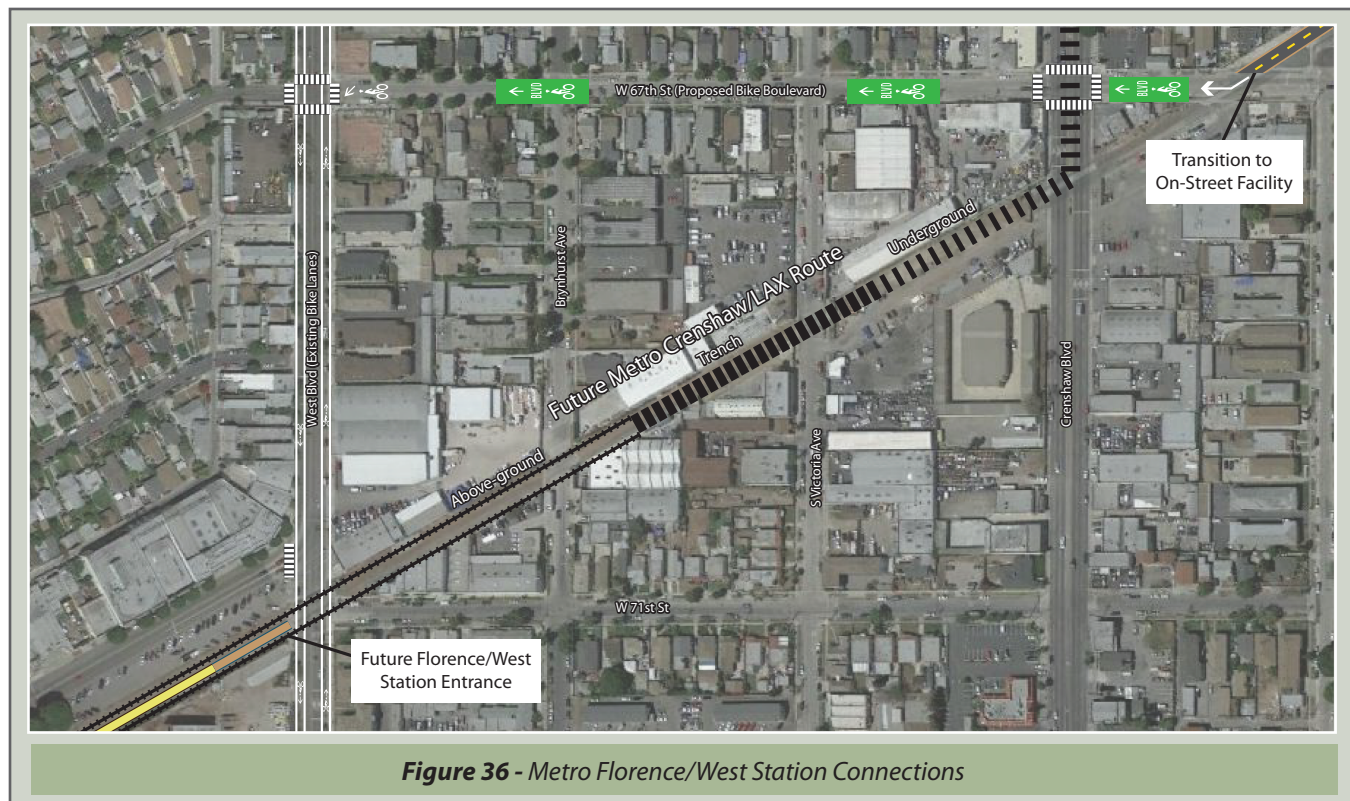 BLVD
W 67th St (Proposed Bike Boulevard)
BLVD
BLVD
Transition to
On-Street Facility
West Blvd (Existing Bike Lanes)
Brynhurst Ave
Future Metro Crenshaw/LAX Route
Underground
Trench
Above-ground
S Victoria Ave
Crenshaw Blvd
W 71st St
Future Florence/West
Station Entrance
Figure 36 - Metro Florence/West Station Connections